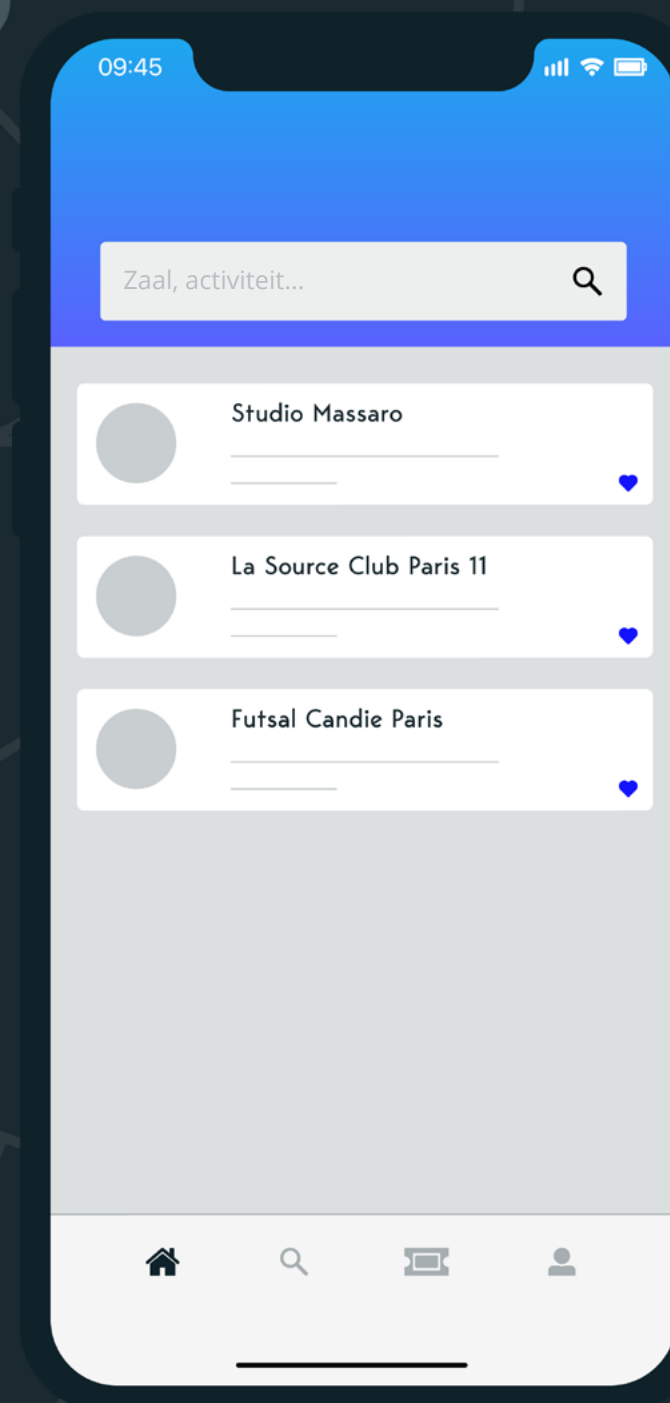 09:45
Zaal, activiteit...
Studio Massaro
La Source Club Paris 11
Futsal Candie Paris